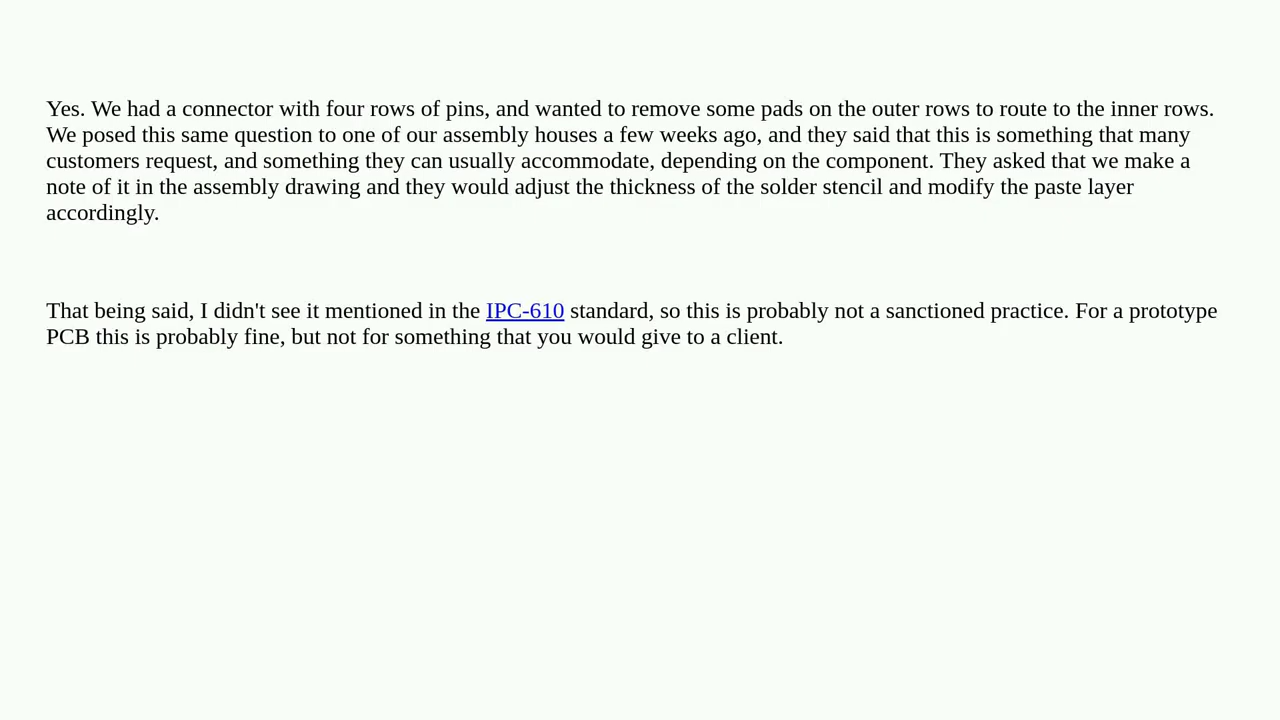 Yes. We had a connector with four rows of pins, and wanted to remove some pads on the outer rows to route to the inner rows.
We posed this same question to one of our assembly houses a few weeks ago, and they said that this is something that many
customers request, and something they can usually accommodate, depending on the component. They asked that we make a
note of it in the assembly drawing and they would adjust the thickness of the solder stencil and modify the paste layer
accordingly.
That being said, I didn't see it mentioned in the IPC-610 standard, so this is probably not a sanctioned practice. For a prototype
PCB this is probably fine, but not for something that you would give to a client.